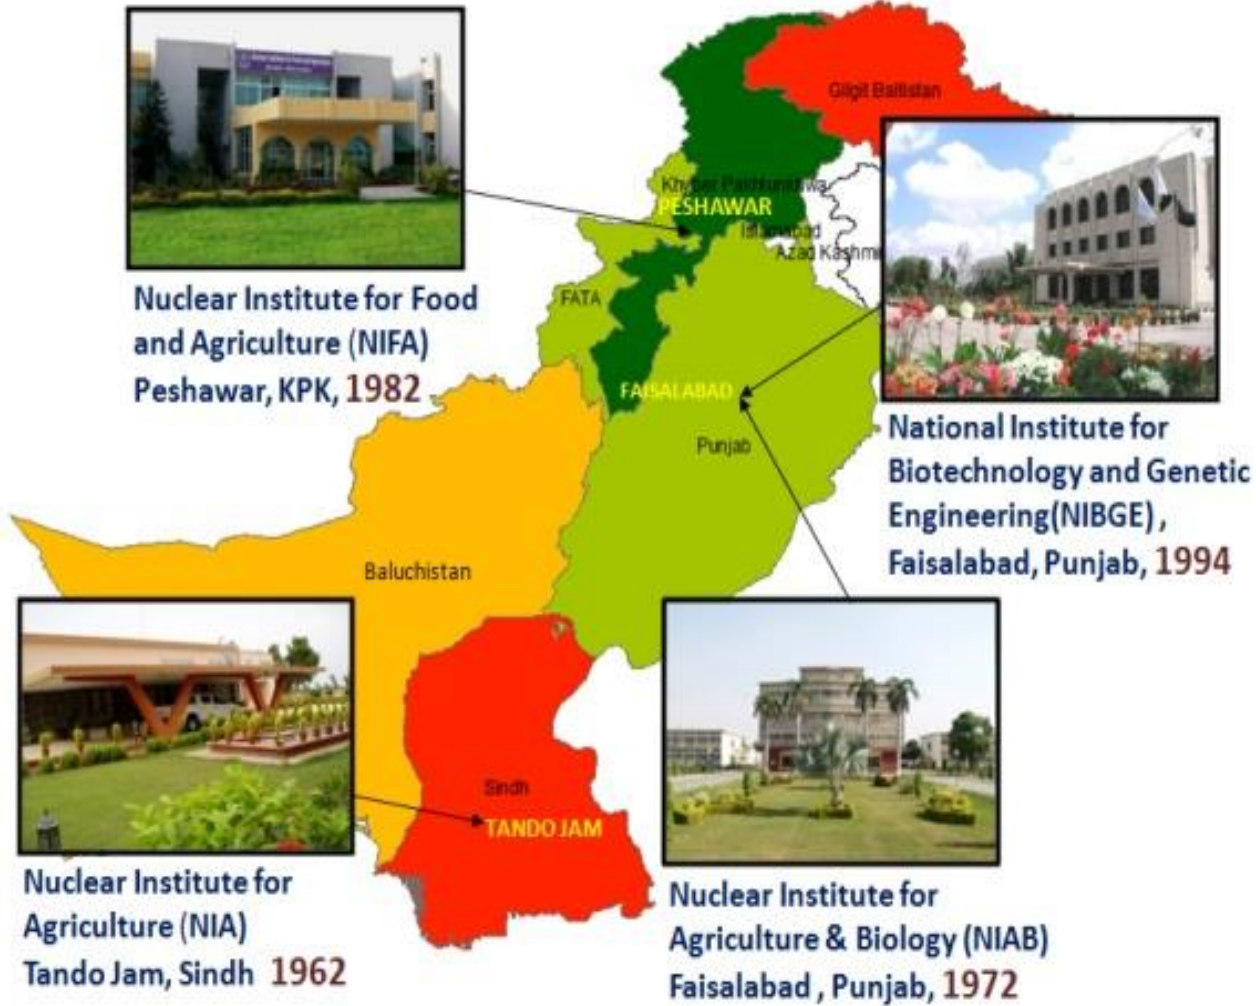 Gilgit Baltistan
Khyber Pakhtunkhwa
PESHAWAR
Islamabad
Azad Kashmi
Nuclear Institute for Food
and Agriculture (NIFA)
Peshawar, KPK, 1982
FATA
FAISALABAD
Punjab
National Institute for
Biotechnology and Genetic
Engineering(NIBGE) ,
Faisalabad, Punjab, 1994
Baluchistan
Sindh
TANDO JAM
Nuclear Institute for
Agriculture (NIA)
Tando Jam, Sindh 1962
Nuclear Institute for
Agriculture & Biology (NIAB)
Faisalabad , Punjab, 1972